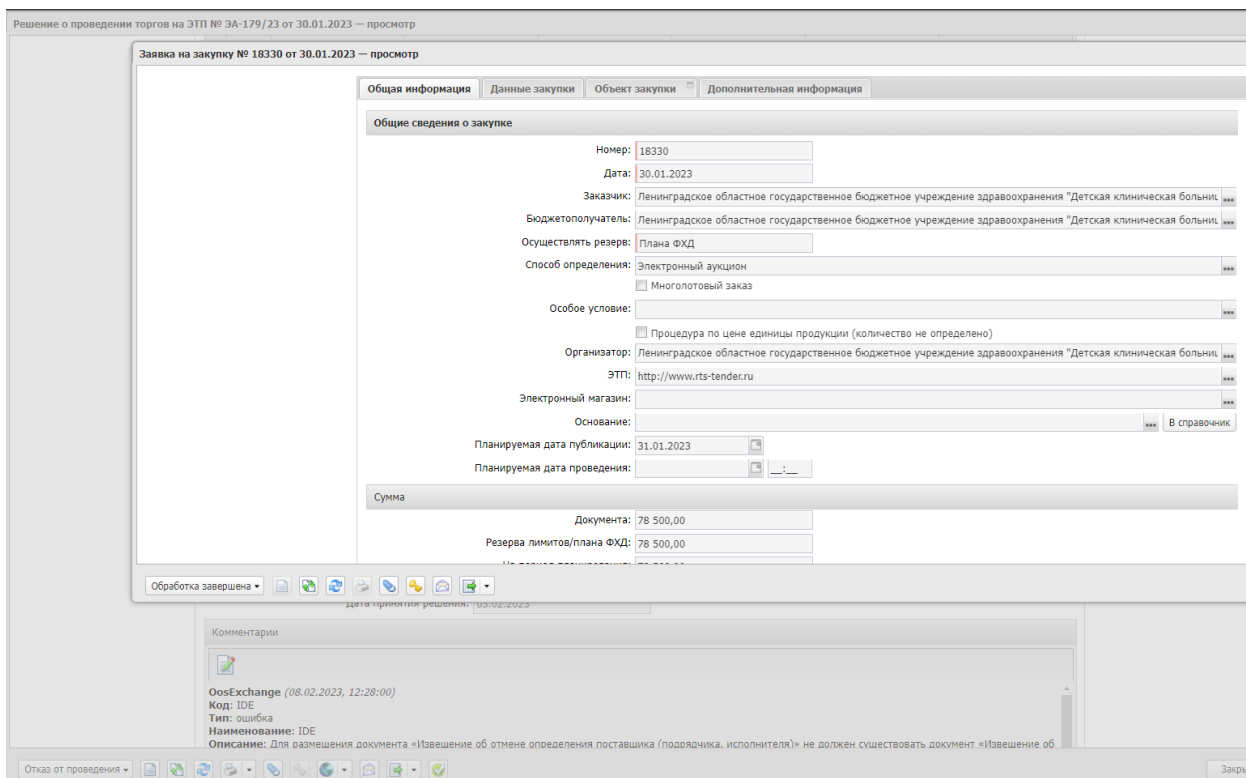 Решение о проведении торгов на ЭТП № ЭА-179/23 от 30.01.2023 — просмотр
Заявка на закупку № 18330 от 30.01.2023 — просмотр
Общая информация Данные закупки Объект закупки Дополнительная информация
Общие сведения о закупке
Номер: 18330
Дата: 30.01.2023
Заказчик: Ленинградское областное государственное бюджетное учреждение здравоохранения "Детская клиническая больниц ...
Бюджетополучатель: Ленинградское областное государственное бюджетное учреждение здравоохранения "Детская клиническая больниц ...
Осуществлять резерв: Плана ФХД
Способ определения: Электронный аукцион ...
Многолотовый заказ
Особое условие: ...
Процедура по цене единицы продукции (количество не определено)
Организатор: Ленинградское областное государственное бюджетное учреждение здравоохранения "Детская клиническая больниц ...
ЭТП: http://www.rts-tender.ru ...
Электронный магазин: ...
Основание: ... В справочник
Планируемая дата публикации: 31.01.2023
Планируемая дата проведения: __:__
Сумма
Документа: 78 500,00
Резерва лимитов/плана ФХД: 78 500,00
Обработка завершена
Дата принятия решения: 03.02.2023
Комментарии
OosExchange (08.02.2023, 12:28:00)
Код: IDE
Тип: ошибка
Наименование: IDE
Описание: Для размещения документа «Извещение об отмене определения поставщика (подрядчика, исполнителя)» не должен существовать документ «Извещение об
Отказ от проведения Закры